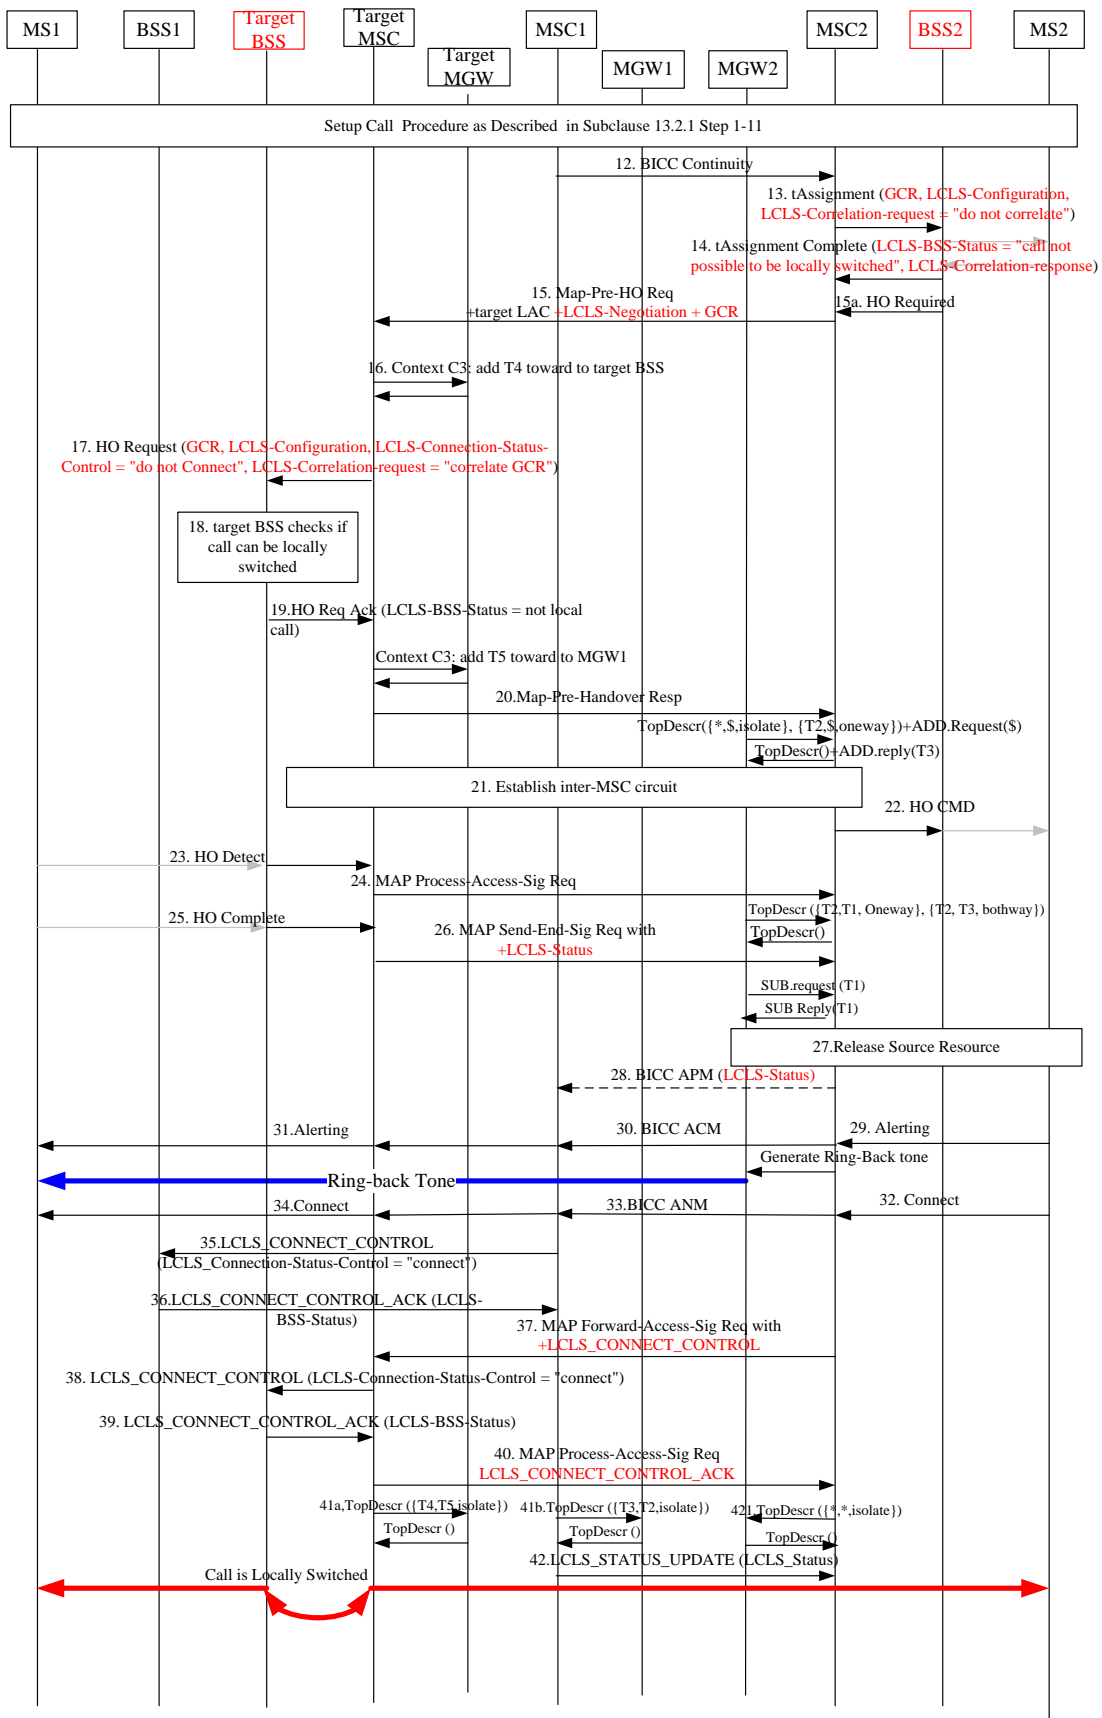 MS1
BSS1
Target
BSS
Target
MSC
Target
MGW
MSC1
MGW1
MGW2
MSC2
BSS2
MS2
Setup Call  Procedure as Described  in Subclause 13.2.1 Step 1-11
12. BICC Continuity
13. tAssignment (GCR, LCLS-Configuration,
LCLS-Correlation-request = "do not correlate")
14. tAssignment Complete (LCLS-BSS-Status = "call not
possible to be locally switched", LCLS-Correlation-response)
15. Map-Pre-HO Req
+target LAC +LCLS-Negotiation + GCR
15a. HO Required
16. Context C3: add T4 toward to target BSS
17. HO Request (GCR, LCLS-Configuration, LCLS-Connection-Status-
Control = "do not Connect", LCLS-Correlation-request = "correlate GCR")
18. target BSS checks if
call can be locally
switched
19.HO Req Ack (LCLS-BSS-Status = not local
call)
Context C3: add T5 toward to MGW1
20.Map-Pre-Handover Resp
TopDescr({*,$,isolate}, {T2,$,oneway})+ADD.Request($)
TopDescr()+ADD.reply(T3)
21. Establish inter-MSC circuit
22. HO CMD
23. HO Detect
24. MAP Process-Access-Sig Req
TopDescr ({T2,T1, Oneway}, {T2, T3, bothway})
25. HO Complete
TopDescr()
26. MAP Send-End-Sig Req with
+LCLS-Status
SUB.request (T1)
SUB Reply(T1)
27.Release Source Resource
28. BICC APM (LCLS-Status)
29. Alerting
30. BICC ACM
31.Alerting
Generate Ring-Back tone
Ring-back Tone
32. Connect
33.BICC ANM
34.Connect
35.LCLS_CONNECT_CONTROL
(LCLS_Connection-Status-Control = "connect")
36.LCLS_CONNECT_CONTROL_ACK (LCLS-
BSS-Status)
37. MAP Forward-Access-Sig Req with
+LCLS_CONNECT_CONTROL
38. LCLS_CONNECT_CONTROL (LCLS-Connection-Status-Control = "connect")
39. LCLS_CONNECT_CONTROL_ACK (LCLS-BSS-Status)
40. MAP Process-Access-Sig Req
LCLS_CONNECT_CONTROL_ACK
41a,TopDescr ({T4,T5,isolate})
41b.TopDescr ({T3,T2,isolate})
421,TopDescr ({*,*,isolate})
TopDescr ()
TopDescr ()
TopDescr ()
42.LCLS_STATUS_UPDATE (LCLS_Status)
Call is Locally Switched